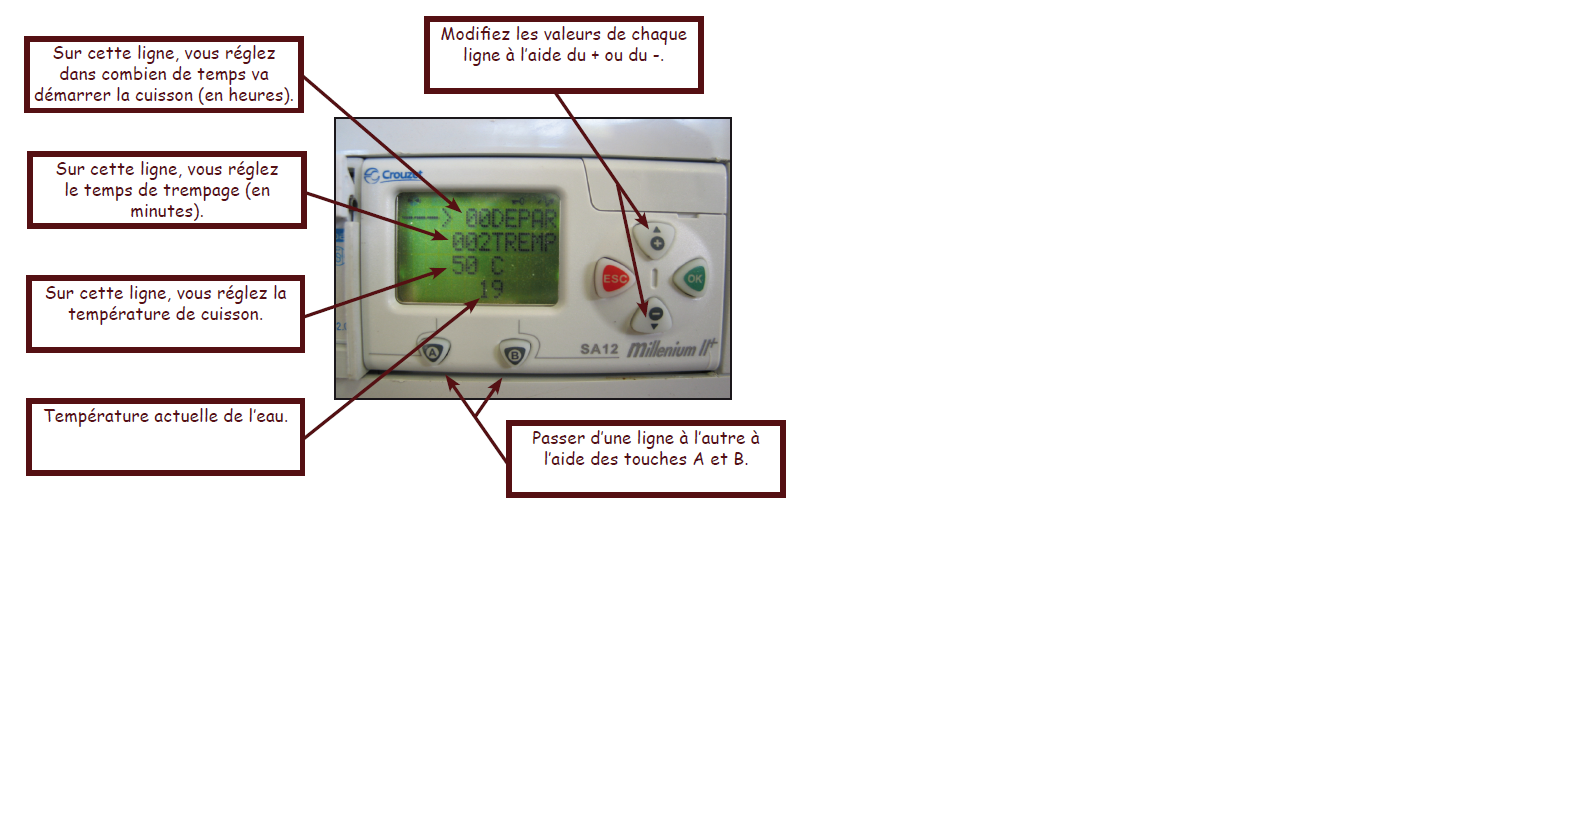 Modifiez les valeurs de chaque
ligne à l'aide du + ou du -.
Sur cette ligne, vous réglez
dans combien de temps va
démarrer la cuisson (en heures).
Sur cette ligne, vous réglez
le temps de trempage (en
minutes).
Sur cette ligne, vous réglez la
température de cuisson.
Température actuelle de l'eau.
Crouzet
00DEPAR
002TREMP
50 C
19
+
ESC
OK
-
A
B
SA12 Millenium II+
Passer d'une ligne à l'autre à
l'aide des touches A et B.